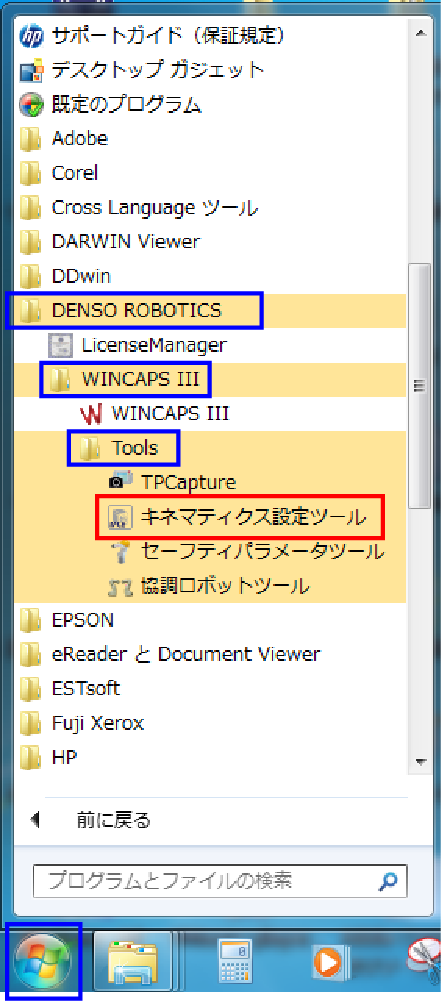 サポートガイド（保証規定）
デスクトップ ガジェット
既定のプログラム
Adobe
Corel
Cross Language ツール
DARWIN Viewer
DDwin
DENSO ROBOTICS
LicenseManager
WINCAPS III
WINCAPS III
Tools
TPCapture
キネマティクス設定ツール
セーフティパラメータツール
協調ロボットツール
EPSON
eReader と Document Viewer
ESTsoft
Fuji Xerox
HP
前に戻る
プログラムとファイルの検索